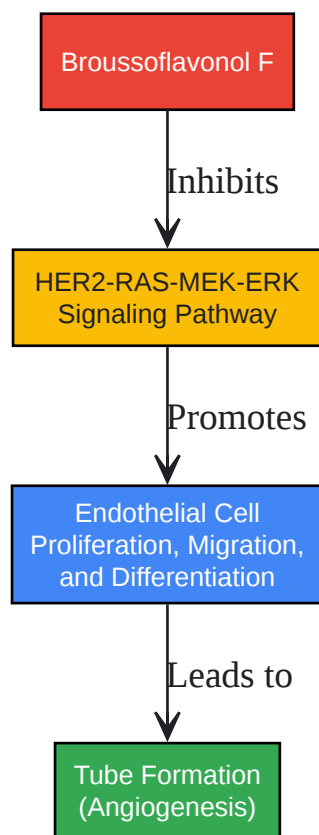 Broussoflavonol F
Inhibits
HER2-RAS-MEK-ERK
Signaling Pathway
Promotes
Endothelial Cell
Proliferation, Migration,
and Differentiation
Leads to
Tube Formation
(Angiogenesis)